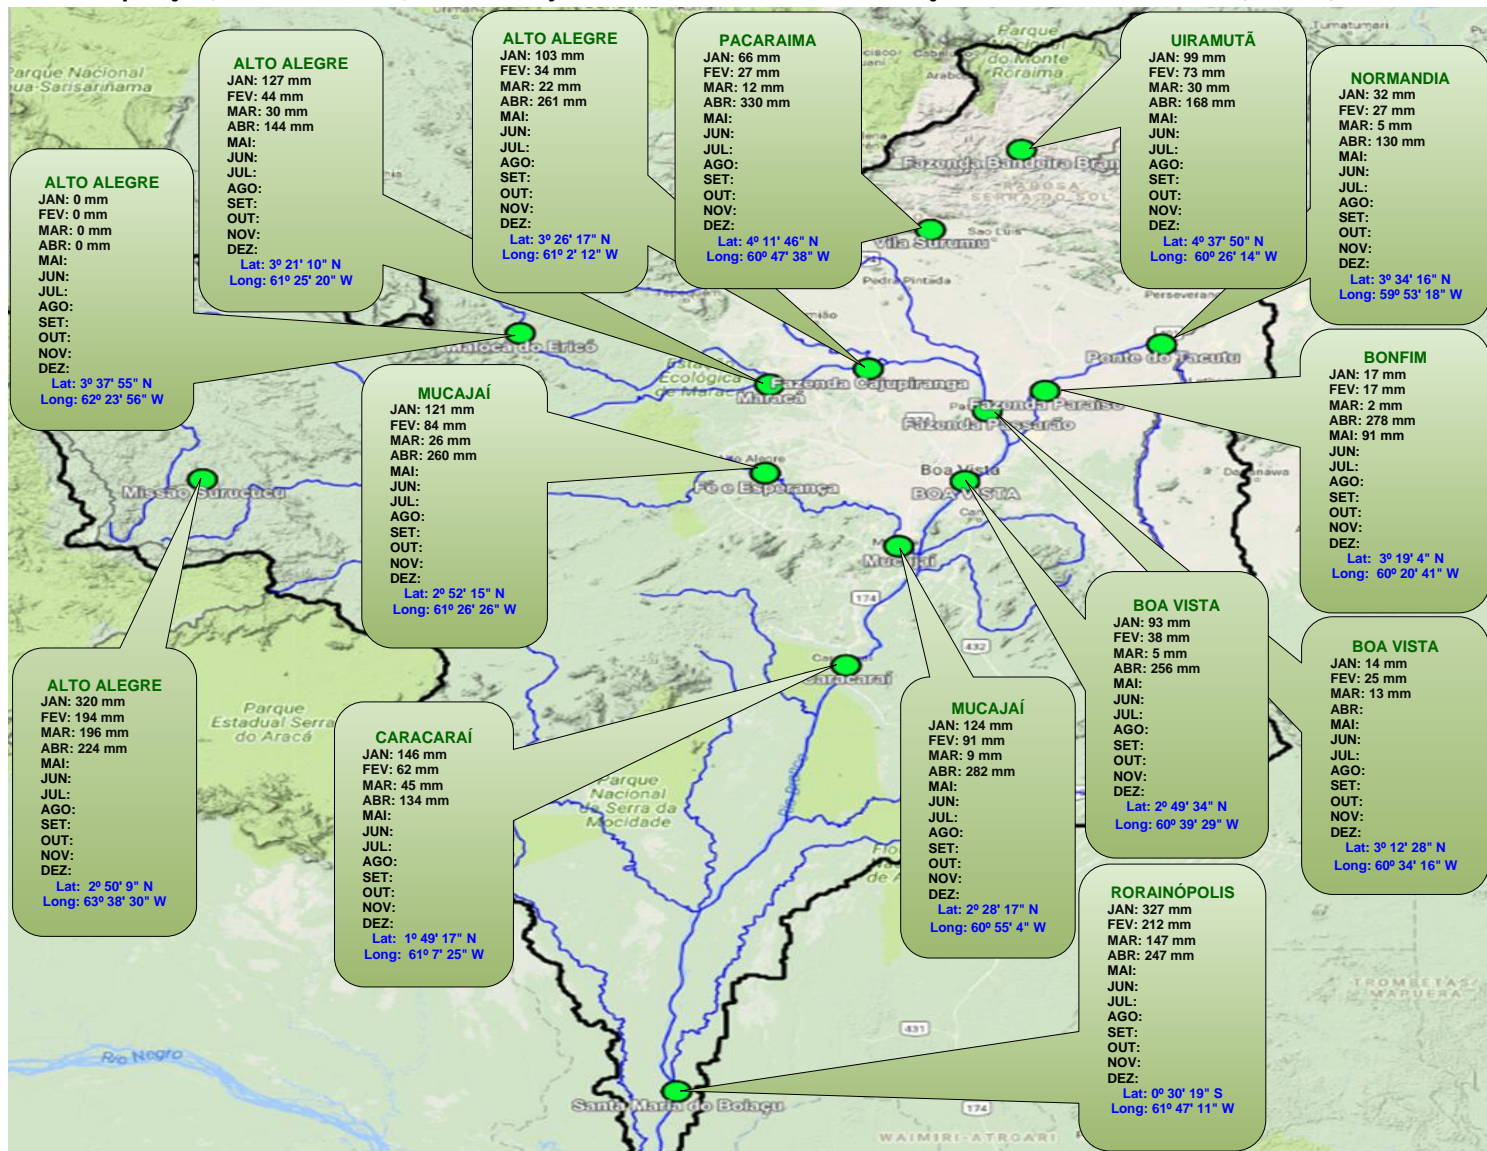 ALTO ALEGRE
JAN: 0 mm
FEV: 0 mm
MAR: 0 mm
ABR: 0 mm
MAI:
JUN:
JUL:
AGO:
SET:
OUT:
NOV:
DEZ:
Lat: 3º 37' 55" N
Long: 62º 23' 56" W
ALTO ALEGRE
JAN: 127 mm
FEV: 44 mm
MAR: 30 mm
ABR: 144 mm
MAI:
JUN:
JUL:
AGO:
SET:
OUT:
NOV:
DEZ:
Lat: 3º 21' 10" N
Long: 61º 25' 20" W
ALTO ALEGRE
JAN: 103 mm
FEV: 34 mm
MAR: 22 mm
ABR: 261 mm
MAI:
JUN:
JUL:
AGO:
SET:
OUT:
NOV:
DEZ:
Lat: 3º 26' 17" N
Long: 61º 2' 12" W
PACARAIMA
JAN: 66 mm
FEV: 27 mm
MAR: 12 mm
ABR: 330 mm
MAI:
JUN:
JUL:
AGO:
SET:
OUT:
NOV:
DEZ:
Lat: 4º 11' 46" N
Long: 60º 47' 38" W
UIRAMUTÃ
JAN: 99 mm
FEV: 73 mm
MAR: 30 mm
ABR: 168 mm
MAI:
JUN:
JUL:
AGO:
SET:
OUT:
NOV:
DEZ:
Lat: 4º 37' 50" N
Long: 60º 26' 14" W
NORMANDIA
JAN: 32 mm
FEV: 27 mm
MAR: 5 mm
ABR: 130 mm
MAI:
JUN:
JUL:
AGO:
SET:
OUT:
NOV:
DEZ:
Lat: 3º 34' 16" N
Long: 59º 53' 18" W
MUCAJAÍ
JAN: 121 mm
FEV: 84 mm
MAR: 26 mm
ABR: 260 mm
MAI:
JUN:
JUL:
AGO:
SET:
OUT:
NOV:
DEZ:
Lat: 2º 52' 15" N
Long: 61º 26' 26" W
BONFIM
JAN: 17 mm
FEV: 17 mm
MAR: 2 mm
ABR: 278 mm
MAI: 91 mm
JUN:
JUL:
AGO:
SET:
OUT:
NOV:
DEZ:
Lat: 3º 19' 4" N
Long: 60º 20' 41" W
ALTO ALEGRE
JAN: 320 mm
FEV: 194 mm
MAR: 196 mm
ABR: 224 mm
MAI:
JUN:
JUL:
AGO:
SET:
OUT:
NOV:
DEZ:
Lat: 2º 50' 9" N
Long: 63º 38' 30" W
CARACARAÍ
JAN: 146 mm
FEV: 62 mm
MAR: 45 mm
ABR: 134 mm
MAI:
JUN:
JUL:
AGO:
SET:
OUT:
NOV:
DEZ:
Lat: 1º 49' 17" N
Long: 61º 7' 25" W
MUCAJAÍ
JAN: 124 mm
FEV: 91 mm
MAR: 9 mm
ABR: 282 mm
MAI:
JUN:
JUL:
AGO:
SET:
OUT:
NOV:
DEZ:
Lat: 2º 28' 17" N
Long: 60º 55' 4" W
BOA VISTA
JAN: 93 mm
FEV: 38 mm
MAR: 5 mm
ABR: 256 mm
MAI:
JUN:
JUL:
AGO:
SET:
OUT:
NOV:
DEZ:
Lat: 2º 49' 34" N
Long: 60º 39' 29" W
BOA VISTA
JAN: 14 mm
FEV: 25 mm
MAR: 13 mm
ABR:
MAI:
JUN:
JUL:
AGO:
SET:
OUT:
NOV:
DEZ:
Lat: 3º 12' 28" N
Long: 60º 34' 16" W
RORAINÓPOLIS
JAN: 327 mm
FEV: 212 mm
MAR: 147 mm
ABR: 247 mm
MAI:
JUN:
JUL:
AGO:
SET:
OUT:
NOV:
DEZ:
Lat: 0º 30' 19" S
Long: 61º 47' 11" W
Parque
do Monte
Roraima
Tumatumari
Parque Nacional
Fazenda Bandeira
RAPOSA
SERRA DO SOL
Vila Surumu
São Luís
Pedra Pintada
Maloca do Ericó
Ecológica
de Maracá
Maracá
Fazenda Cajupiranga
Ponte do Tacutu
Fazenda Paraíso
Fazenda Passarão
Alto Alegre
Fé e Esperança
Boa Vista
BOA VISTA
Missão Surucucu
Mucajaí
174
432
Caracaraí
Parque
Estadual Serra
do Aracá
Parque
Nacional
da Serra da
Mocidade
Rio Branco
Rio Negro
431
174
TROMBETAS/
MAPUERA
Santa Maria do Boiaçu
WAIMIRI-ATROARI